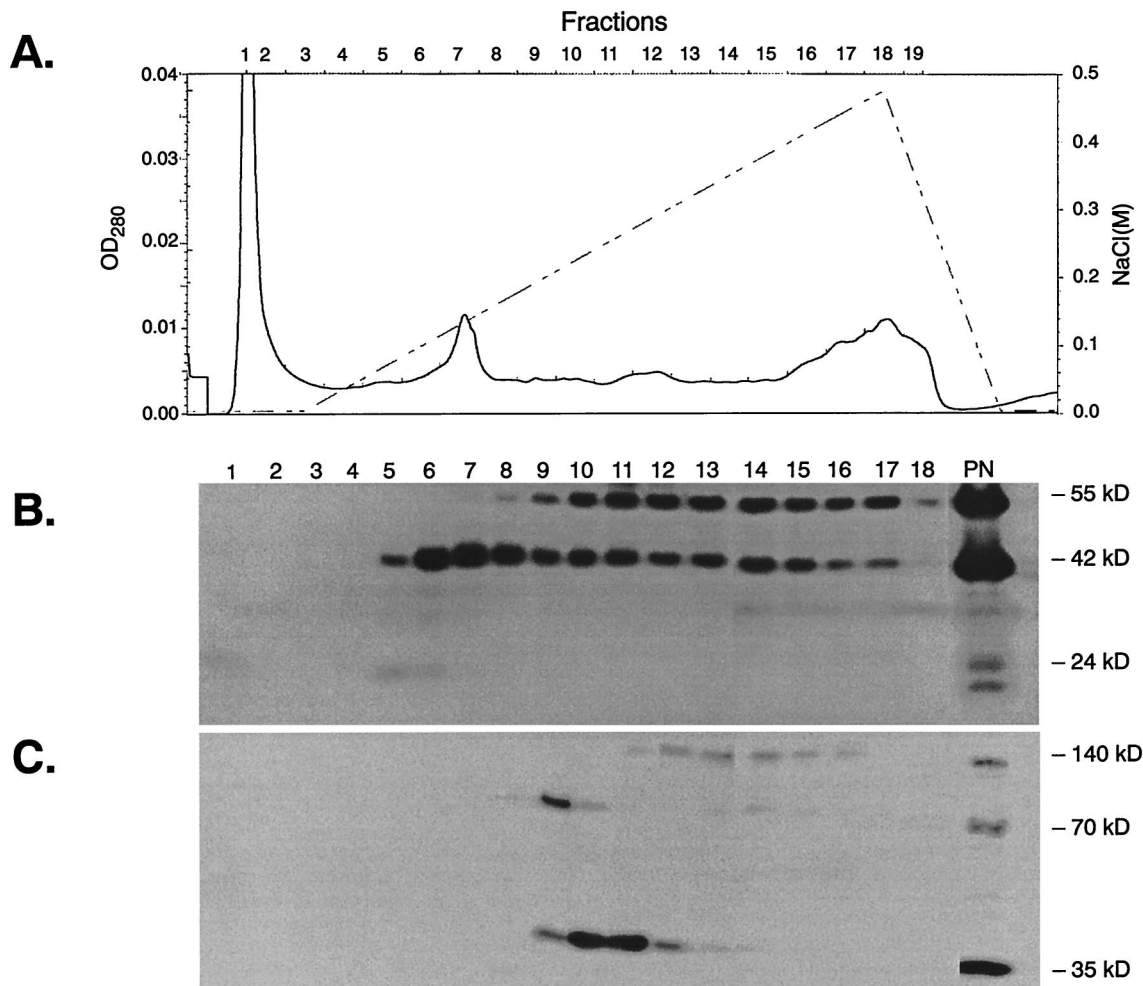 Fractions
A.
1 2 3 4 5 6 7 8 9 10 11 12 13 14 15 16 17 18 19
0.04 0.5
0.4
0.03
0.3
OD280 NaCl(M)
0.02
0.2
0.01
0.1
0.00 0.0
1 2 3 4 5 6 7 8 9 10 11 12 13 14 15 16 17 18 PN
B.
– 55 kD
– 42 kD
– 24 kD
C.
– 140 kD
– 70 kD
– 35 kD